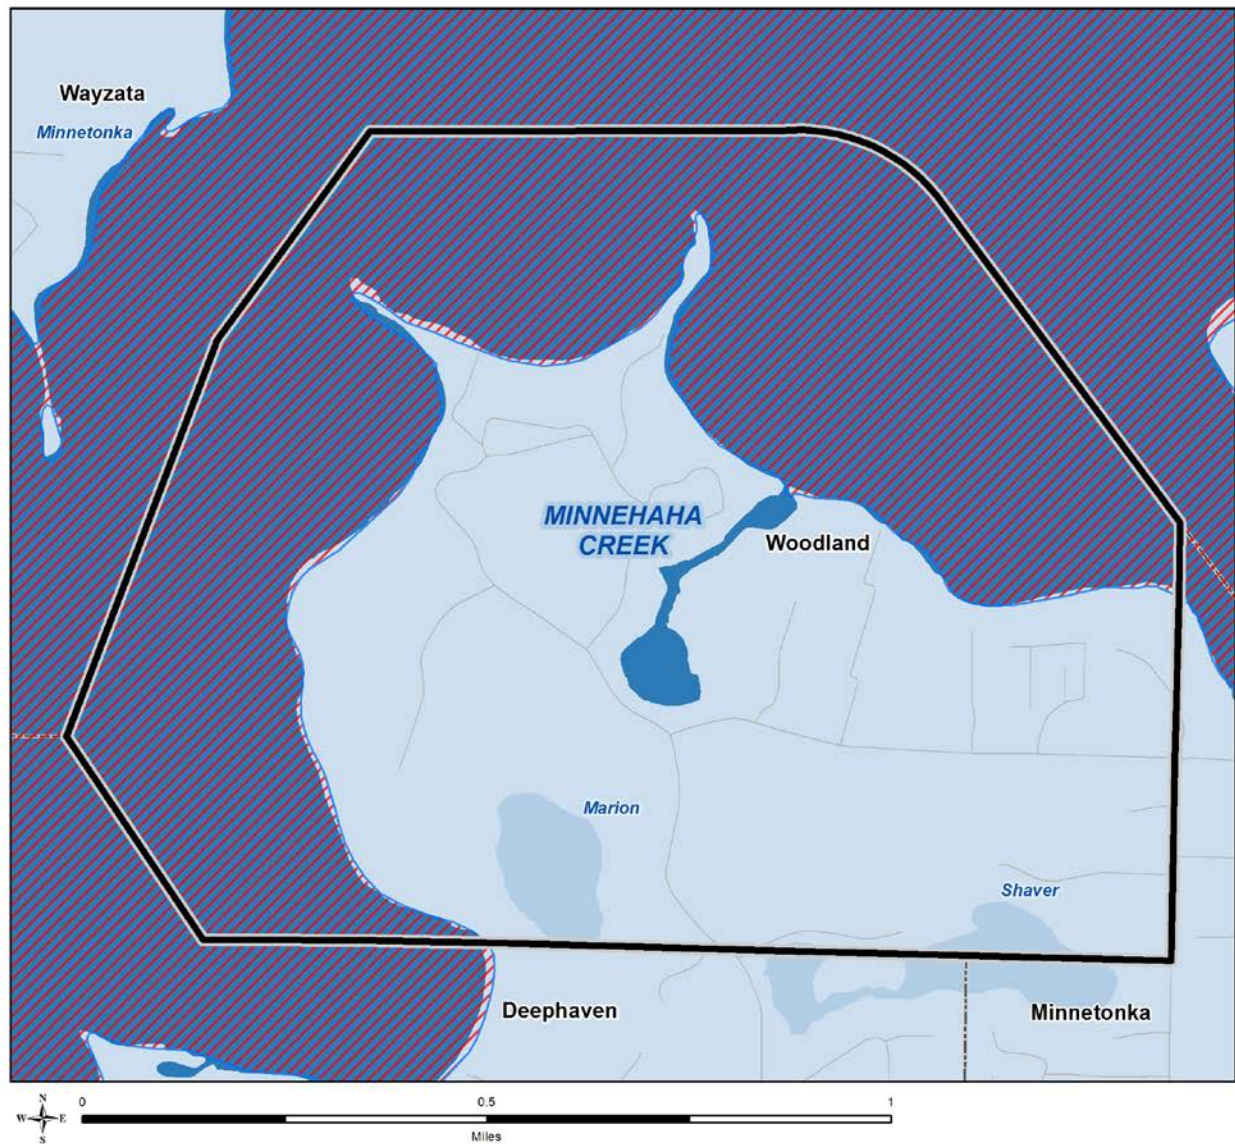 Wayzata
Minnetonka
MINNEHAHA
CREEK
Woodland
Marion
Shaver
Deephaven
Minnetonka
N
W E
S
0 0.5 1
Miles